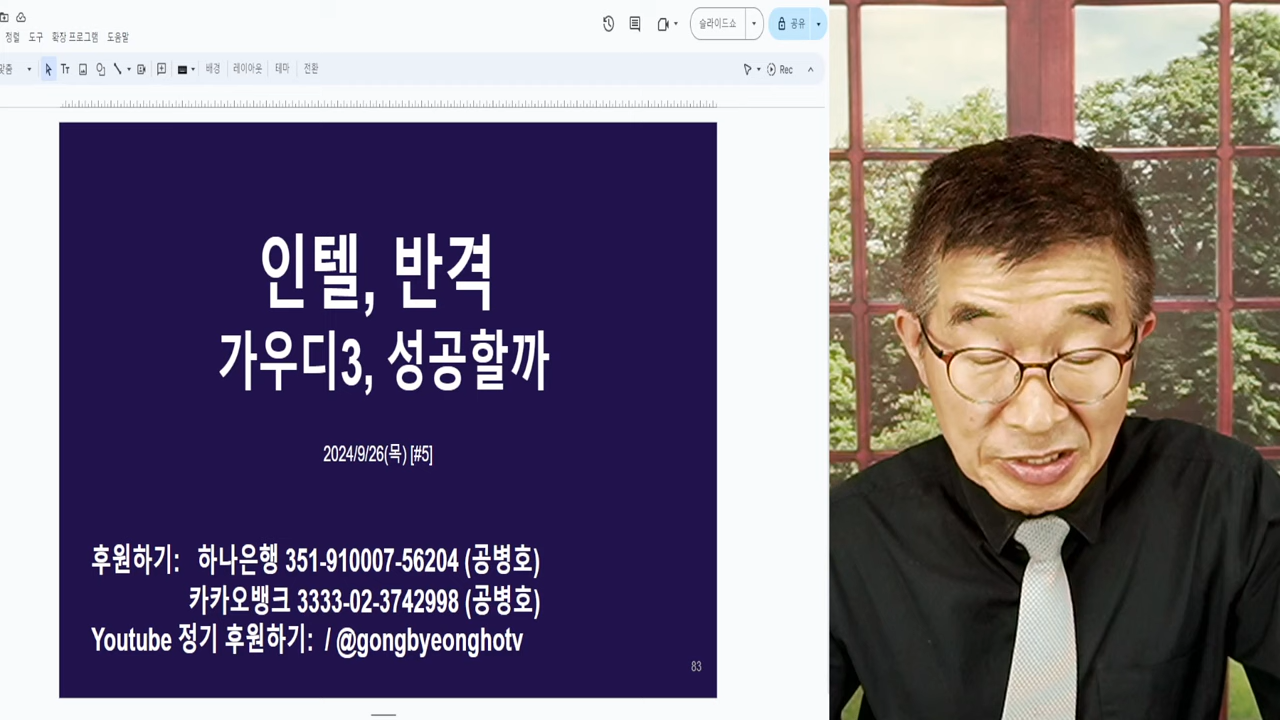 정렬 도구 확장 프로그램 도움말
슬라이드쇼
공유
맞춤
Tr
배경 레이아웃 테마 전환
Rec
인텔, 반격
가우디3, 성공할까
2024/9/26(목) [#5]
후원하기: 하나은행 351-910007-56204 (공병호)
카카오뱅크 3333-02-3742998 (공병호)
Youtube 정기 후원하기: / @gongbyeonghotv
83